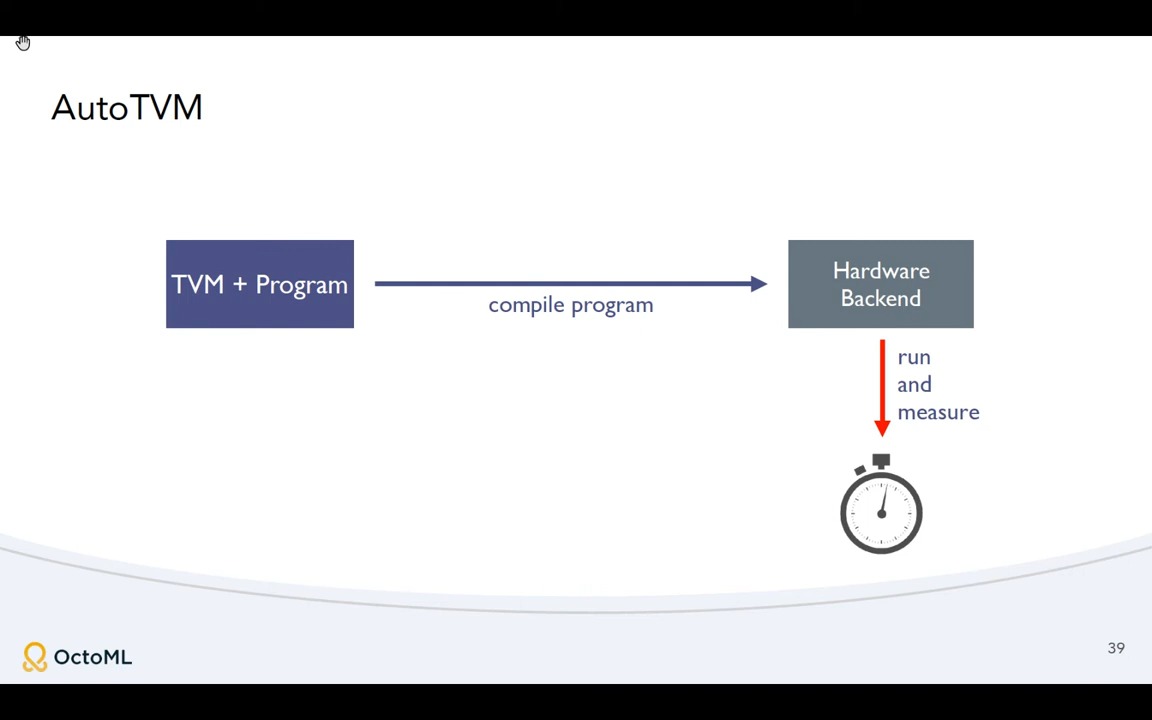 AutoTVM
TVM + Program
compile program
Hardware
Backend
run
and
measure
OctoML
39